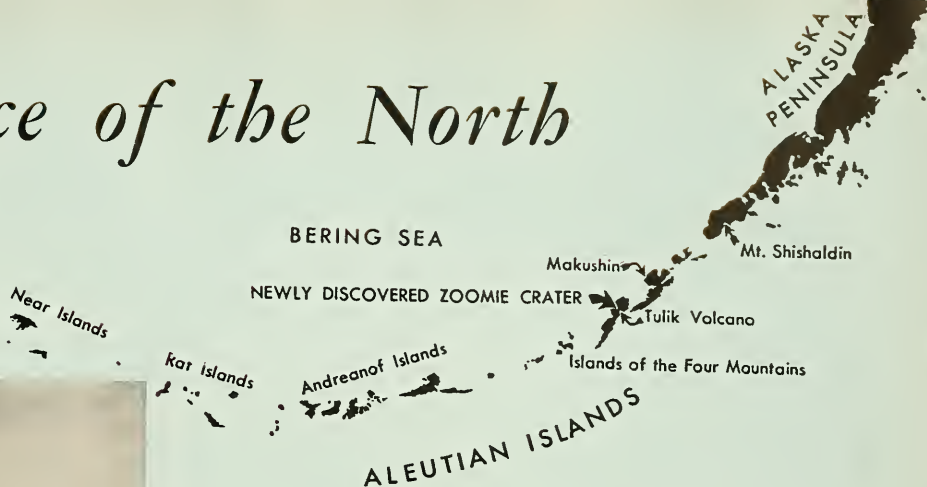 ce of the North
ALASKA
PENINSULA
BERING SEA
Mt. Shishaldin
Makushin
NEWLY DISCOVERED ZOOMIE CRATER
Tulik Volcano
Near Islands
Islands of the Four Mountains
Rat Islands
Andreanof Islands
ALEUTIAN ISLANDS